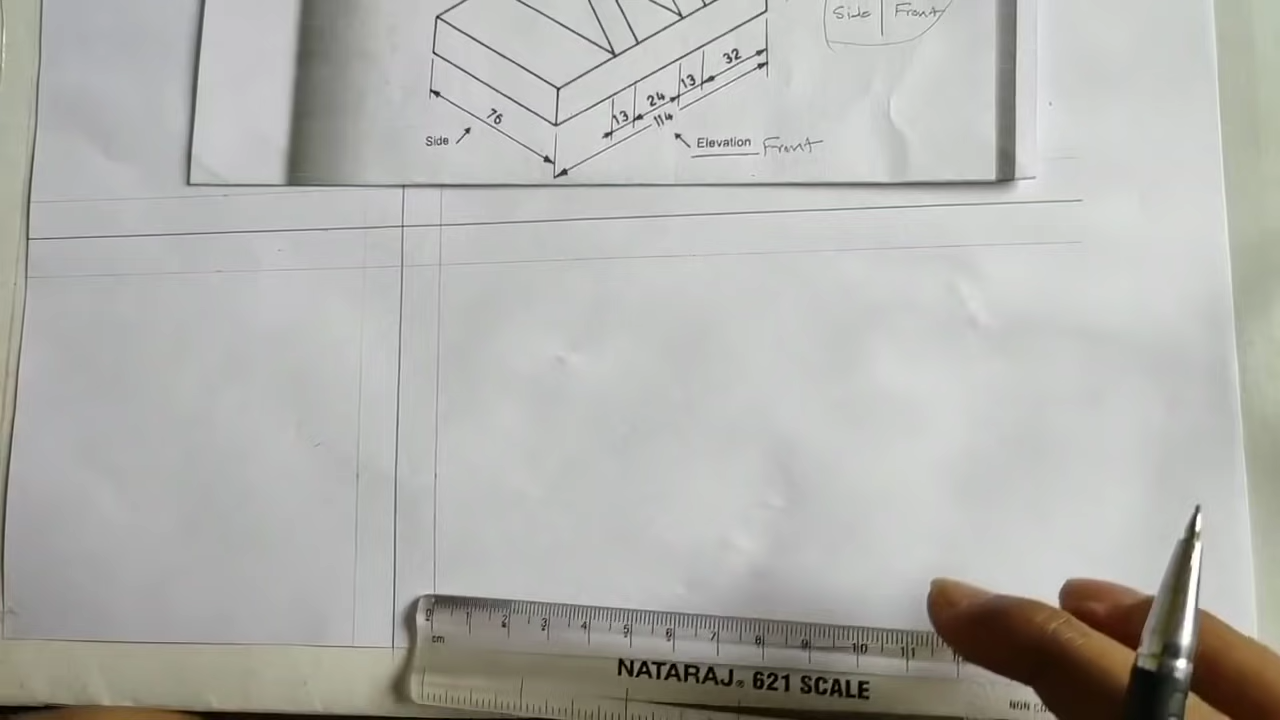 Side | Front
32
13
24
13
114
76
Side
Elevation Front
0 1 2 3 4 5 6 7 8 9 10 11
cm
NATARAJ® 621 SCALE